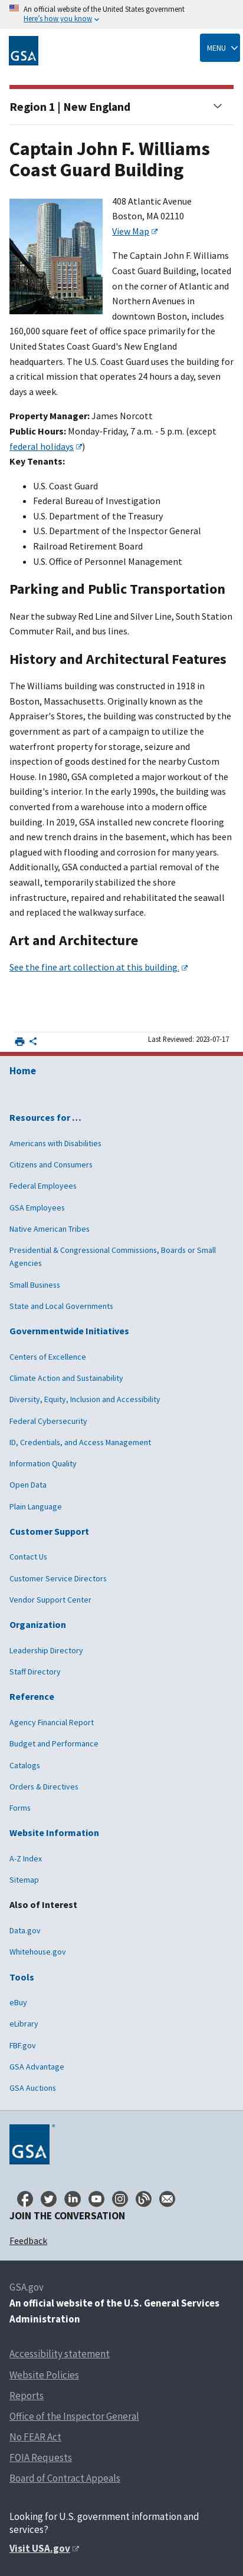 An official website of the United States government
Here's how you know
GSA
MENU
Region 1 | New England
Captain John F. Williams
Coast Guard Building
408 Atlantic Avenue
Boston, MA 02110
View Map
The Captain John F. Williams
Coast Guard Building, located
on the corner of Atlantic and
Northern Avenues in
downtown Boston, includes
160,000 square feet of office space primarily used
for the U.S. Coast Guard's New England
headquarters. The U.S. Coast Guard uses the building for
a critical mission that requires 24 hours a day, seven
days a week.
Property Manager: James Norcott
Public Hours: Monday-Friday, 7 a.m. - 5 p.m. (except
federal holidays)
Key Tenants:
U.S. Coast Guard
Federal Bureau of Investigation
U.S. Department of the Treasury
U.S. Department of the Inspector General
Railroad Retirement Board
U.S. Office of Personnel Management
Parking and Public Transportation
Near the subway Red Line and Silver Line, South Station
Commuter Rail, and bus lines.
History and Architectural Features
The Williams building was constructed in 1918 in
Boston, Massachusetts. Originally known as the
Appraiser's Stores, the building was constructed by the
government as a part of a campaign to utilize the
waterfront property for storage, seizure and
inspection of goods destined for the nearby Custom
House. In 1980, GSA completed a major workout of the
building's interior. In the early 1990s, the building was
converted from a warehouse into a modern office
building. In 2019, GSA installed new concrete flooring
and new trench drains in the basement, which has been
plagued with flooding and corrosion for many years.
Additionally, GSA conducted a partial removal of the
seawall, temporarily stabilized the shore
infrastructure, repaired and rehabilitated the seawall
and replaced the walkway surface.
Art and Architecture
See the fine art collection at this building.
Last Reviewed: 2023-07-17
Home
Resources for …
Americans with Disabilities
Citizens and Consumers
Federal Employees
GSA Employees
Native American Tribes
Presidential & Congressional Commissions, Boards or Small
Agencies
Small Business
State and Local Governments
Governmentwide Initiatives
Centers of Excellence
Climate Action and Sustainability
Diversity, Equity, Inclusion and Accessibility
Federal Cybersecurity
ID, Credentials, and Access Management
Information Quality
Open Data
Plain Language
Customer Support
Contact Us
Customer Service Directors
Vendor Support Center
Organization
Leadership Directory
Staff Directory
Reference
Agency Financial Report
Budget and Performance
Catalogs
Orders & Directives
Forms
Website Information
A-Z Index
Sitemap
Also of Interest
Data.gov
Whitehouse.gov
Tools
eBuy
eLibrary
FBF.gov
GSA Advantage
GSA Auctions
GSA
JOIN THE CONVERSATION
Feedback
GSA.gov
An official website of the U.S. General Services
Administration
Accessibility statement
Website Policies
Reports
Office of the Inspector General
No FEAR Act
FOIA Requests
Board of Contract Appeals
Looking for U.S. government information and
services?
Visit USA.gov